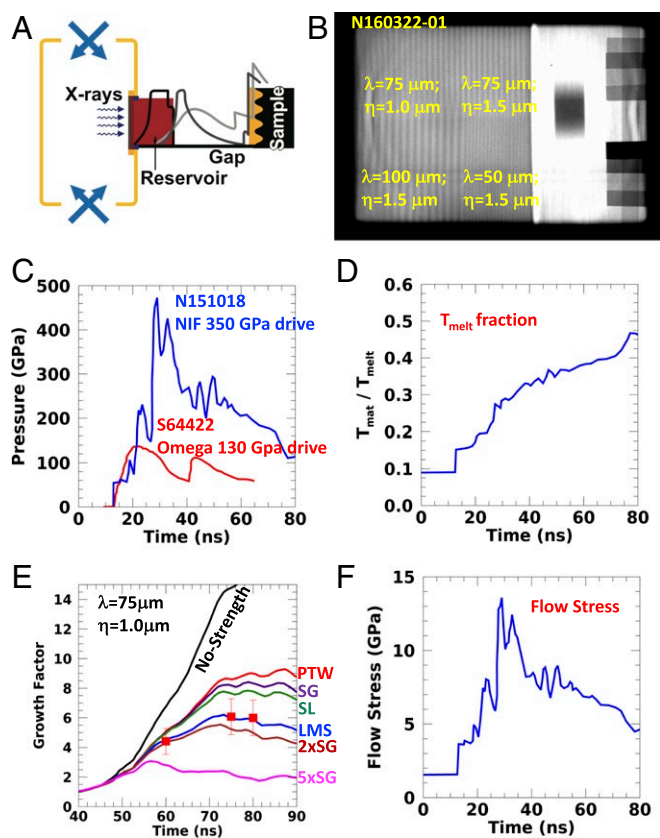 A
X-rays
Reservoir
Gap
Sample
B
N160322-01
λ=75 μm;
η=1.0 μm
λ=75 μm;
η=1.5 μm
λ=100 μm;
η=1.5 μm
λ=50 μm;
η=1.5 μm
C
Pressure (GPa)
500
400
300
200
100
0
N151018
NIF 350 GPa drive
S64422
Omega 130 Gpa drive
0 20 40 60 80
Time (ns)
D
T_mat / T_melt
0.6
0.5
0.4
0.3
0.2
0.1
0.0
T_melt fraction
0 20 40 60 80
Time (ns)
E
Growth Factor
14
12
10
8
6
4
2
0
λ=75μm
η=1.0μm
No-Strength
PTW
SG
SL
LMS
2xSG
5xSG
40 50 60 70 80 90
Time (ns)
F
Flow Stress (GPa)
15
10
5
0
Flow Stress
0 20 40 60 80
Time (ns)